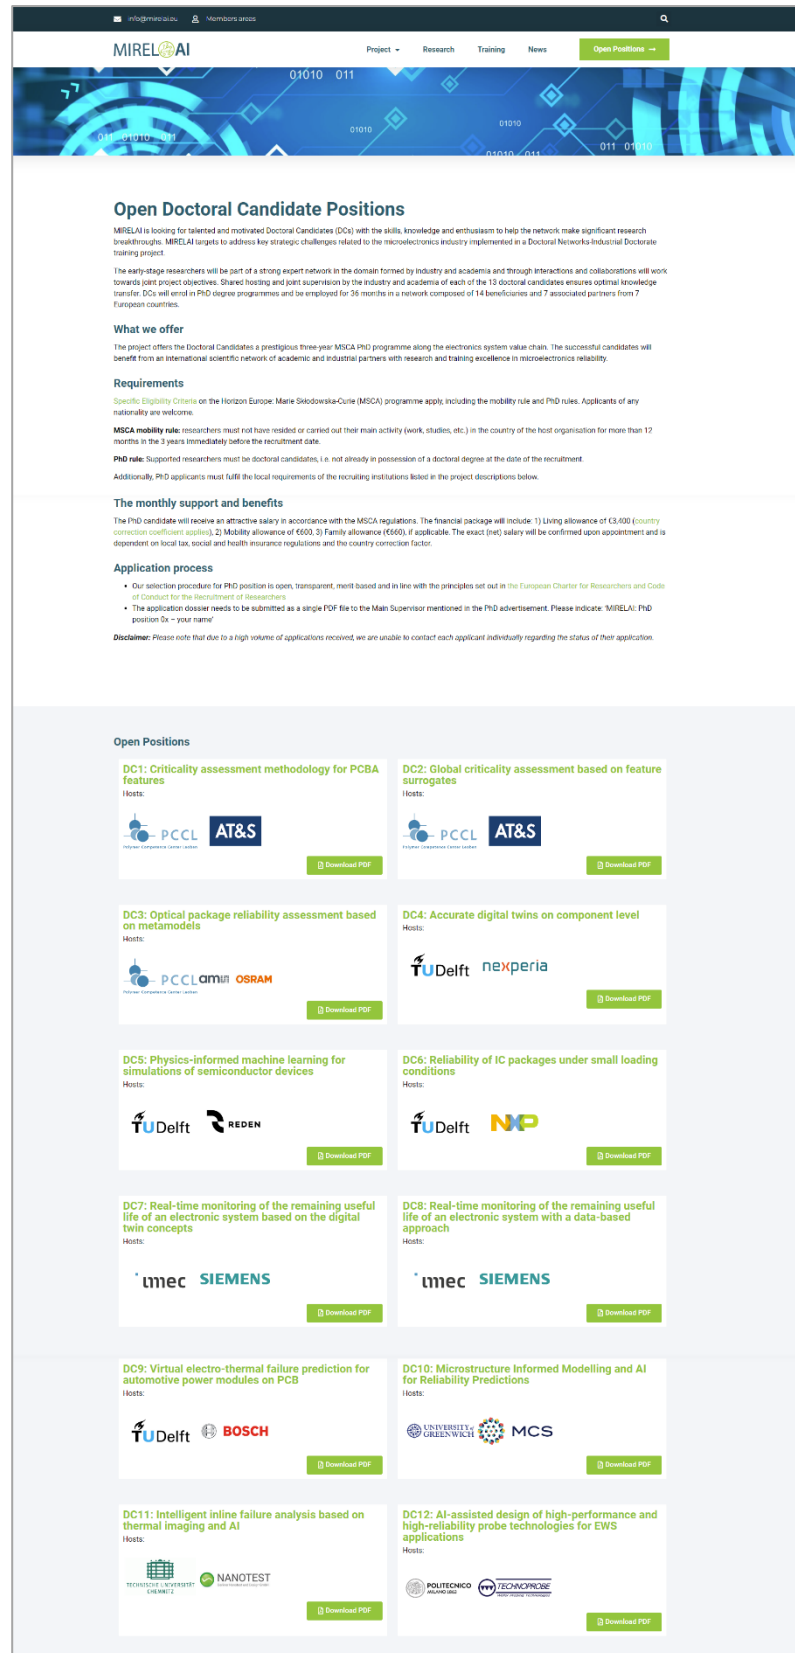 info@mirelai.eu Members areas
MIRELAI Project Research Training News Open Positions →
01010 011
01010
01010
011 01010 011
011 01010
01010 011
Open Doctoral Candidate Positions
MIRELAI is looking for talented and motivated Doctoral Candidates (DCs) with the skills, knowledge and enthusiasm to help the network make significant research
breakthroughs. MIRELAI targets to address key strategic challenges related to the microelectronics industry implemented in a Doctoral Networks-Industrial Doctorate
training project.
The early-stage researchers will be part of a strong expert network in the domain formed by industry and academia and through interactions and collaborations will work
towards joint project objectives. Shared hosting and joint supervision by the industry and academia of each of the 13 doctoral candidates ensures optimal knowledge
transfer. DCs will enrol in PhD degree programmes and be employed for 36 months in a network composed of 14 beneficiaries and 7 associated partners from 7
European countries.
What we offer
The project offers the Doctoral Candidates a prestigious three-year MSCA PhD programme along the electronics system value chain. The successful candidates will
benefit from an international scientific network of academic and industrial partners with research and training excellence in microelectronics reliability.
Requirements
Specific Eligibility Criteria on the Horizon Europe: Marie Skłodowska-Curie (MSCA) programme apply, including the mobility rule and PhD rules. Applicants of any
nationality are welcome.
MSCA mobility rule: researchers must not have resided or carried out their main activity (work, studies, etc.) in the country of the host organisation for more than 12
months in the 3 years immediately before the recruitment date.
PhD rule: Supported researchers must be doctoral candidates, i.e. not already in possession of a doctoral degree at the date of the recruitment.
Additionally, PhD applicants must fulfil the local requirements of the recruiting institutions listed in the project descriptions below.
The monthly support and benefits
The PhD candidate will receive an attractive salary in accordance with the MSCA regulations. The financial package will include: 1) Living allowance of €3,400 (country
correction coefficient applies), 2) Mobility allowance of €600, 3) Family allowance (€660), if applicable. The exact (net) salary will be confirmed upon appointment and is
dependent on local tax, social and health insurance regulations and the country correction factor.
Application process
• Our selection procedure for PhD position is open, transparent, merit based and in line with the principles set out in the European Charter for Researchers and Code
of Conduct for the Recruitment of Researchers
• The application dossier needs to be submitted as a single PDF file to the Main Supervisor mentioned in the PhD advertisement. Please indicate: 'MIRELAI: PhD
position 0x – your name'
Disclaimer: Please note that due to a high volume of applications received, we are unable to contact each applicant individually regarding the status of their application.
Open Positions
DC1: Criticality assessment methodology for PCBA
features
Hosts:
PCCL AT&S
Polymer Competence Center Leoben
Download PDF
DC2: Global criticality assessment based on feature
surrogates
Hosts:
PCCL AT&S
Polymer Competence Center Leoben
Download PDF
DC3: Optical package reliability assessment based
on metamodels
Hosts:
PCCL am OSRAM
Polymer Competence Center Leoben
Download PDF
DC4: Accurate digital twins on component level
Hosts:
TUDelft nexperia
Download PDF
DC5: Physics-informed machine learning for
simulations of semiconductor devices
Hosts:
TUDelft REDEN
Download PDF
DC6: Reliability of IC packages under small loading
conditions
Hosts:
TUDelft NXP
Download PDF
DC7: Real-time monitoring of the remaining useful
life of an electronic system based on the digital
twin concepts
Hosts:
imec SIEMENS
Download PDF
DC8: Real-time monitoring of the remaining useful
life of an electronic system with a data-based
approach
Hosts:
imec SIEMENS
Download PDF
DC9: Virtual electro-thermal failure prediction for
automotive power modules on PCB
Hosts:
TUDelft BOSCH
Download PDF
DC10: Microstructure Informed Modelling and AI
for Reliability Predictions
Hosts:
UNIVERSITY of
GREENWICH MCS
Download PDF
DC11: Intelligent inline failure analysis based on
thermal imaging and AI
Hosts:
TECHNISCHE UNIVERSITÄT
CHEMNITZ
NANOTEST
Download PDF
DC12: AI-assisted design of high-performance and
high-reliability probe technologies for EWS
applications
Hosts:
POLITECNICO
MILANO 1863
TECHNOPROBE
Download PDF